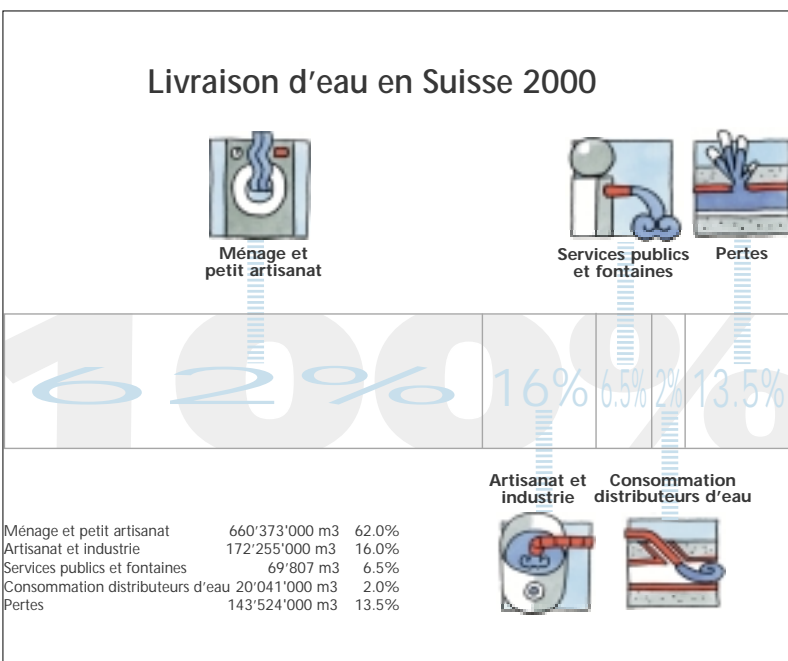 Livraison d'eau en Suisse 2000
Ménage et
petit artisanat
Services publics
et fontaines
Pertes
100%
62% 16% 6.5% 2% 13.5%
Artisanat et
industrie
Consommation
distributeurs d'eau
Ménage et petit artisanat 660'373'000 m3 62.0%
Artisanat et industrie 172'255'000 m3 16.0%
Services publics et fontaines 69'807 m3 6.5%
Consommation distributeurs d'eau 20'041'000 m3 2.0%
Pertes 143'524'000 m3 13.5%